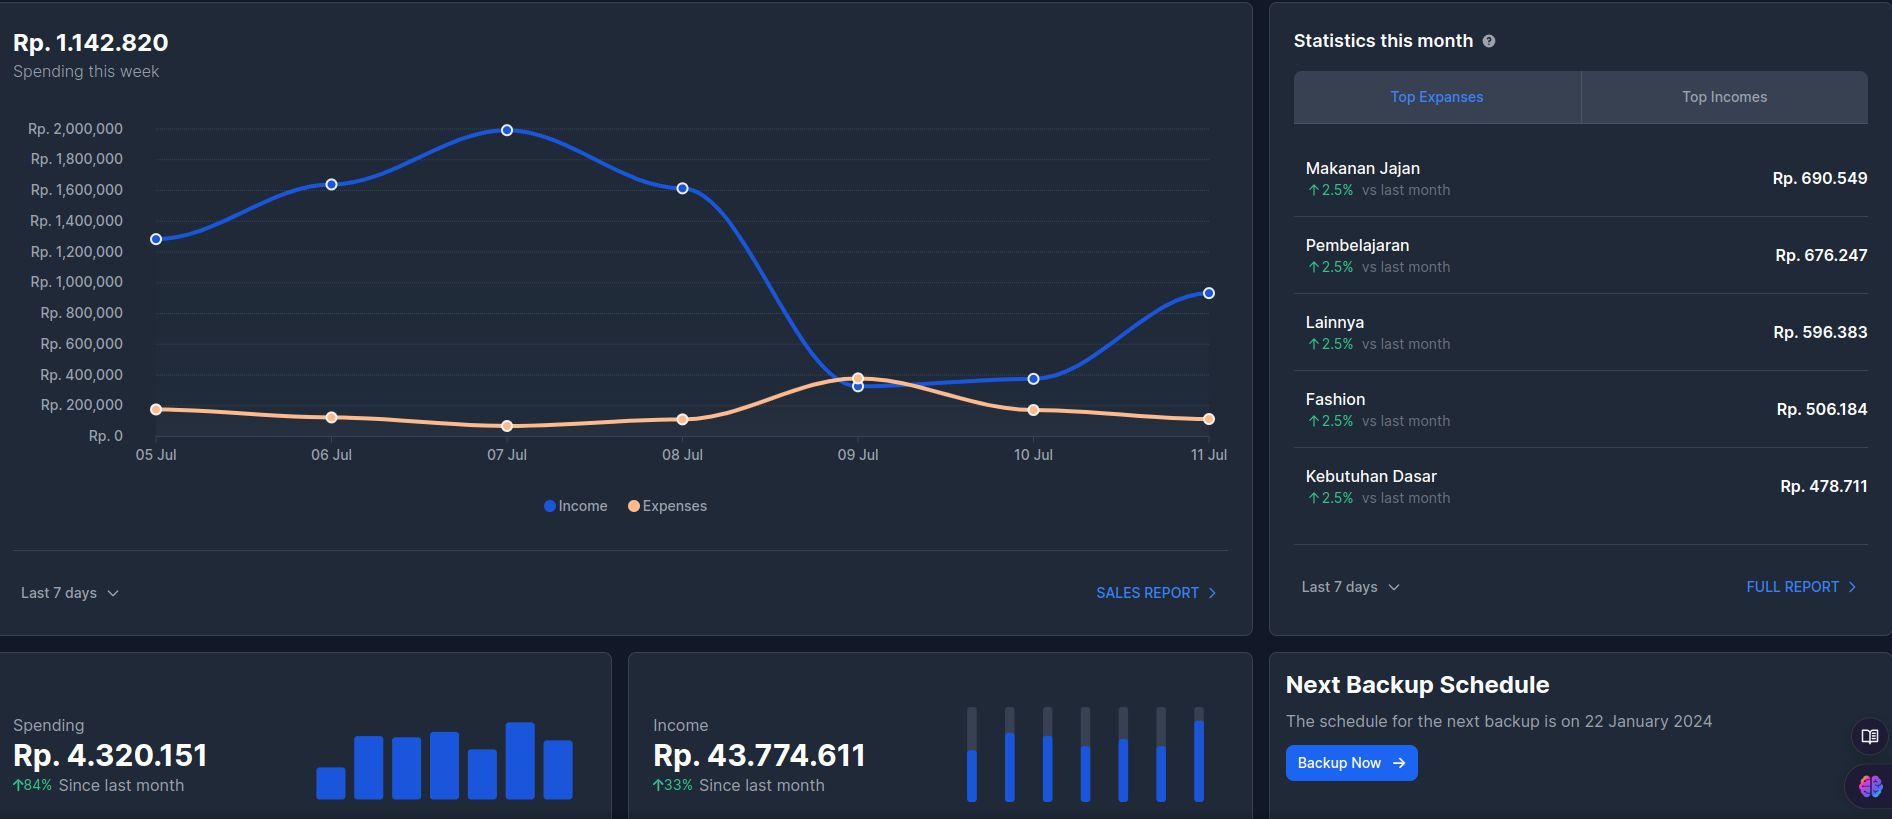 Rp. 1.142.820
Spending this week
Rp. 2,000,000
Rp. 1,800,000
Rp. 1,600,000
Rp. 1,400,000
Rp. 1,200,000
Rp. 1,000,000
Rp. 800,000
Rp. 600,000
Rp. 400,000
Rp. 200,000
Rp. 0
05 Jul 06 Jul 07 Jul 08 Jul 09 Jul 10 Jul 11 Jul
Income Expenses
Last 7 days SALES REPORT
Statistics this month
Top Expanses Top Incomes
Makanan Jajan Rp. 690.549
2.5% vs last month
Pembelajaran Rp. 676.247
2.5% vs last month
Lainnya Rp. 596.383
2.5% vs last month
Fashion Rp. 506.184
2.5% vs last month
Kebutuhan Dasar Rp. 478.711
2.5% vs last month
Last 7 days FULL REPORT
Spending
Rp. 4.320.151
84% Since last month
Income
Rp. 43.774.611
33% Since last month
Next Backup Schedule
The schedule for the next backup is on 22 January 2024
Backup Now